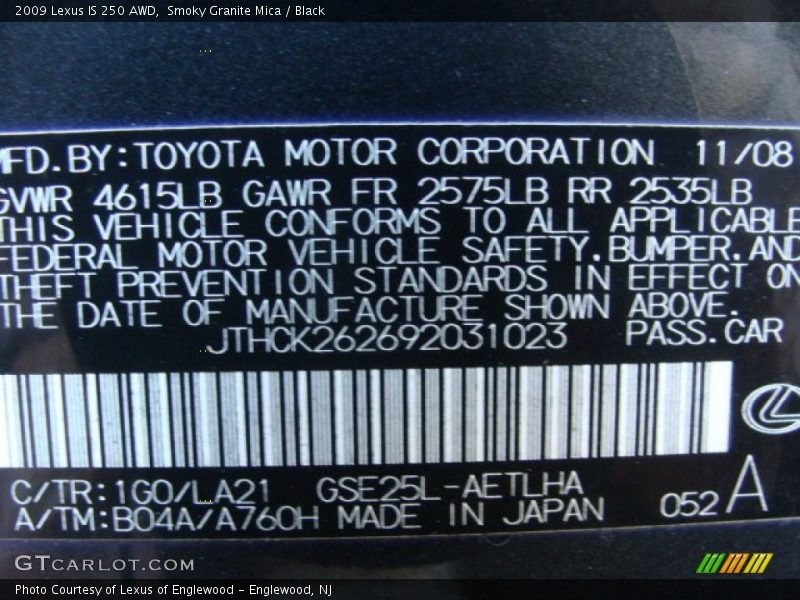 2009 Lexus IS 250 AWD, Smoky Granite Mica / Black
MFD.BY:TOYOTA MOTOR CORPORATION 11/08
GVWR 4615LB GAWR FR 2575LB RR 2535LB
THIS VEHICLE CONFORMS TO ALL APPLICABLE
FEDERAL MOTOR VEHICLE SAFETY.BUMPER.AND
THEFT PREVENTION STANDARDS IN EFFECT ON
THE DATE OF MANUFACTURE SHOWN ABOVE.
JTHCK262692031023 PASS.CAR
C/TR:1G0/LA21 GSE25L-AETLHA
A/TM:B04A/A760H MADE IN JAPAN 052 A
GTCARLOT.COM
Photo Courtesy of Lexus of Englewood - Englewood, NJ